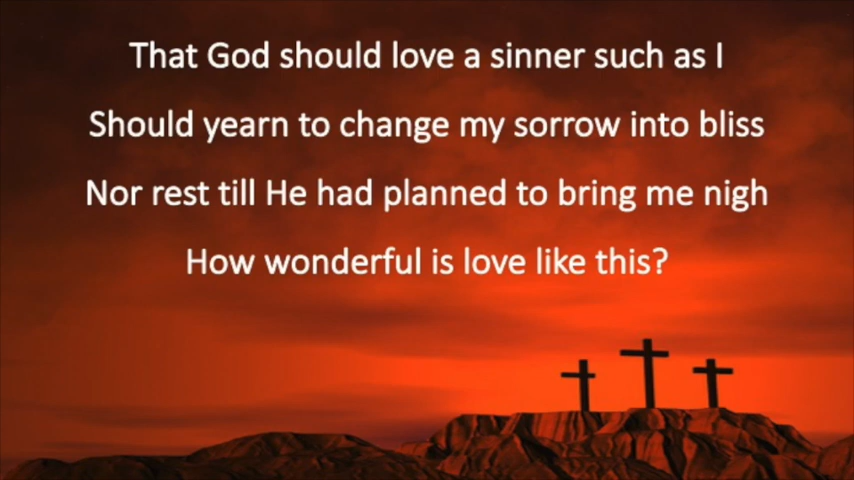 That God should love a sinner such as I
Should yearn to change my sorrow into bliss
Nor rest till He had planned to bring me nigh
How wonderful is love like this?